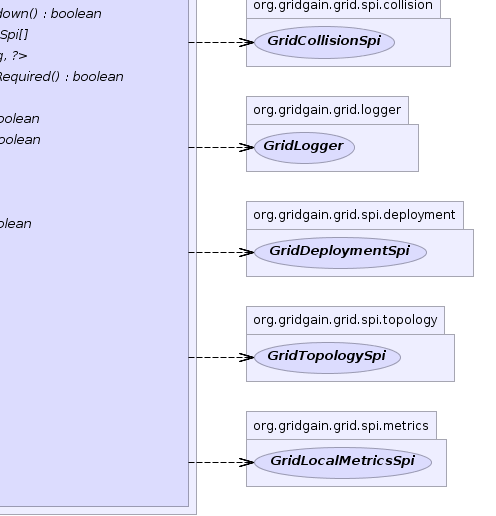 down() : boolean
Spi[]
g, ?>
Required() : boolean
oolean
oolean
olean
org.gridgain.grid.spi.collision
GridCollisionSpi
org.gridgain.grid.logger
GridLogger
org.gridgain.grid.spi.deployment
GridDeploymentSpi
org.gridgain.grid.spi.topology
GridTopologySpi
org.gridgain.grid.spi.metrics
GridLocalMetricsSpi